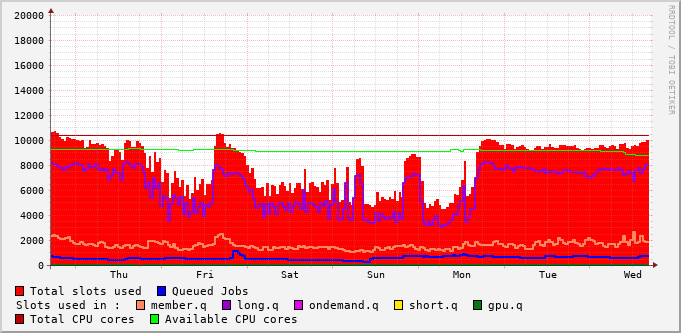 20000
18000
16000
14000
12000
10000
8000
6000
4000
2000
0
Thu Fri Sat Sun Mon Tue Wed
Total slots used Queued Jobs
Slots used in : member.q long.q ondemand.q short.q gpu.q
Total CPU cores Available CPU cores
RRDTOOL / TOBI OETIKER